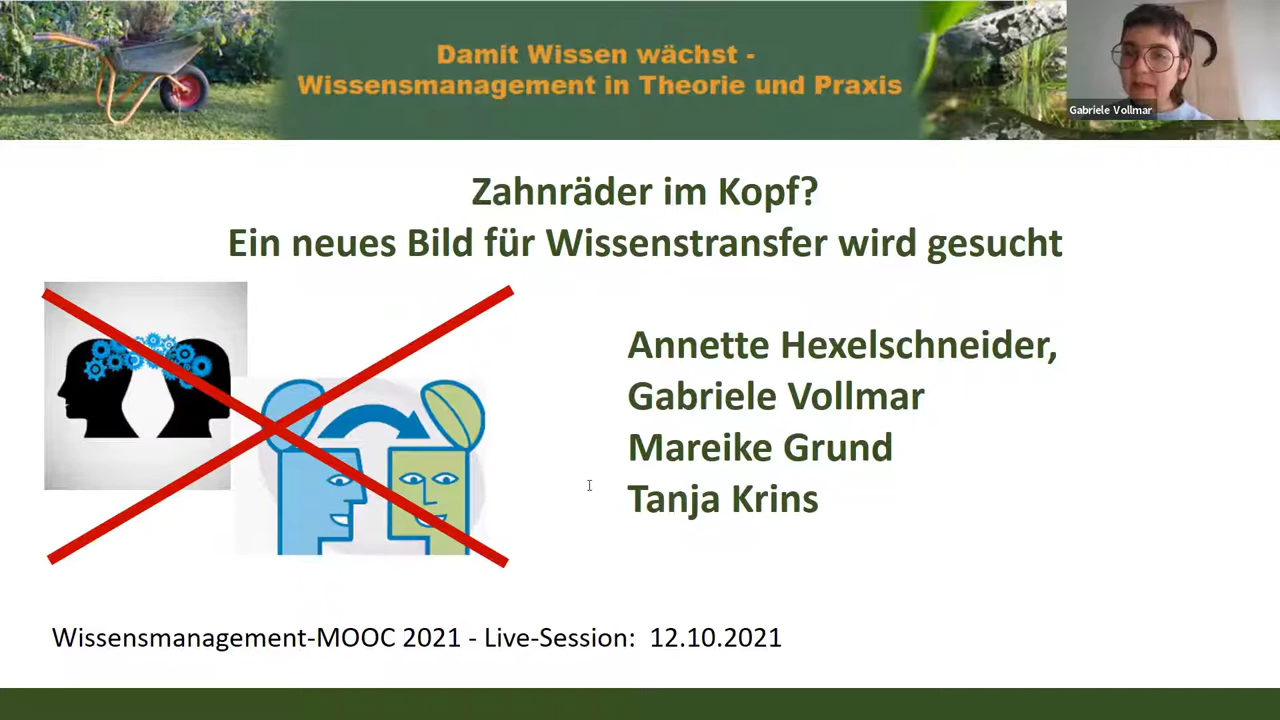 Damit Wissen wächst -
Wissensmanagement in Theorie und Praxis
Gabriele Vollmar
Zahnräder im Kopf?
Ein neues Bild für Wissenstransfer wird gesucht
Annette Hexelschneider,
Gabriele Vollmar
Mareike Grund
Tanja Krins
Wissensmanagement-MOOC 2021 - Live-Session: 12.10.2021